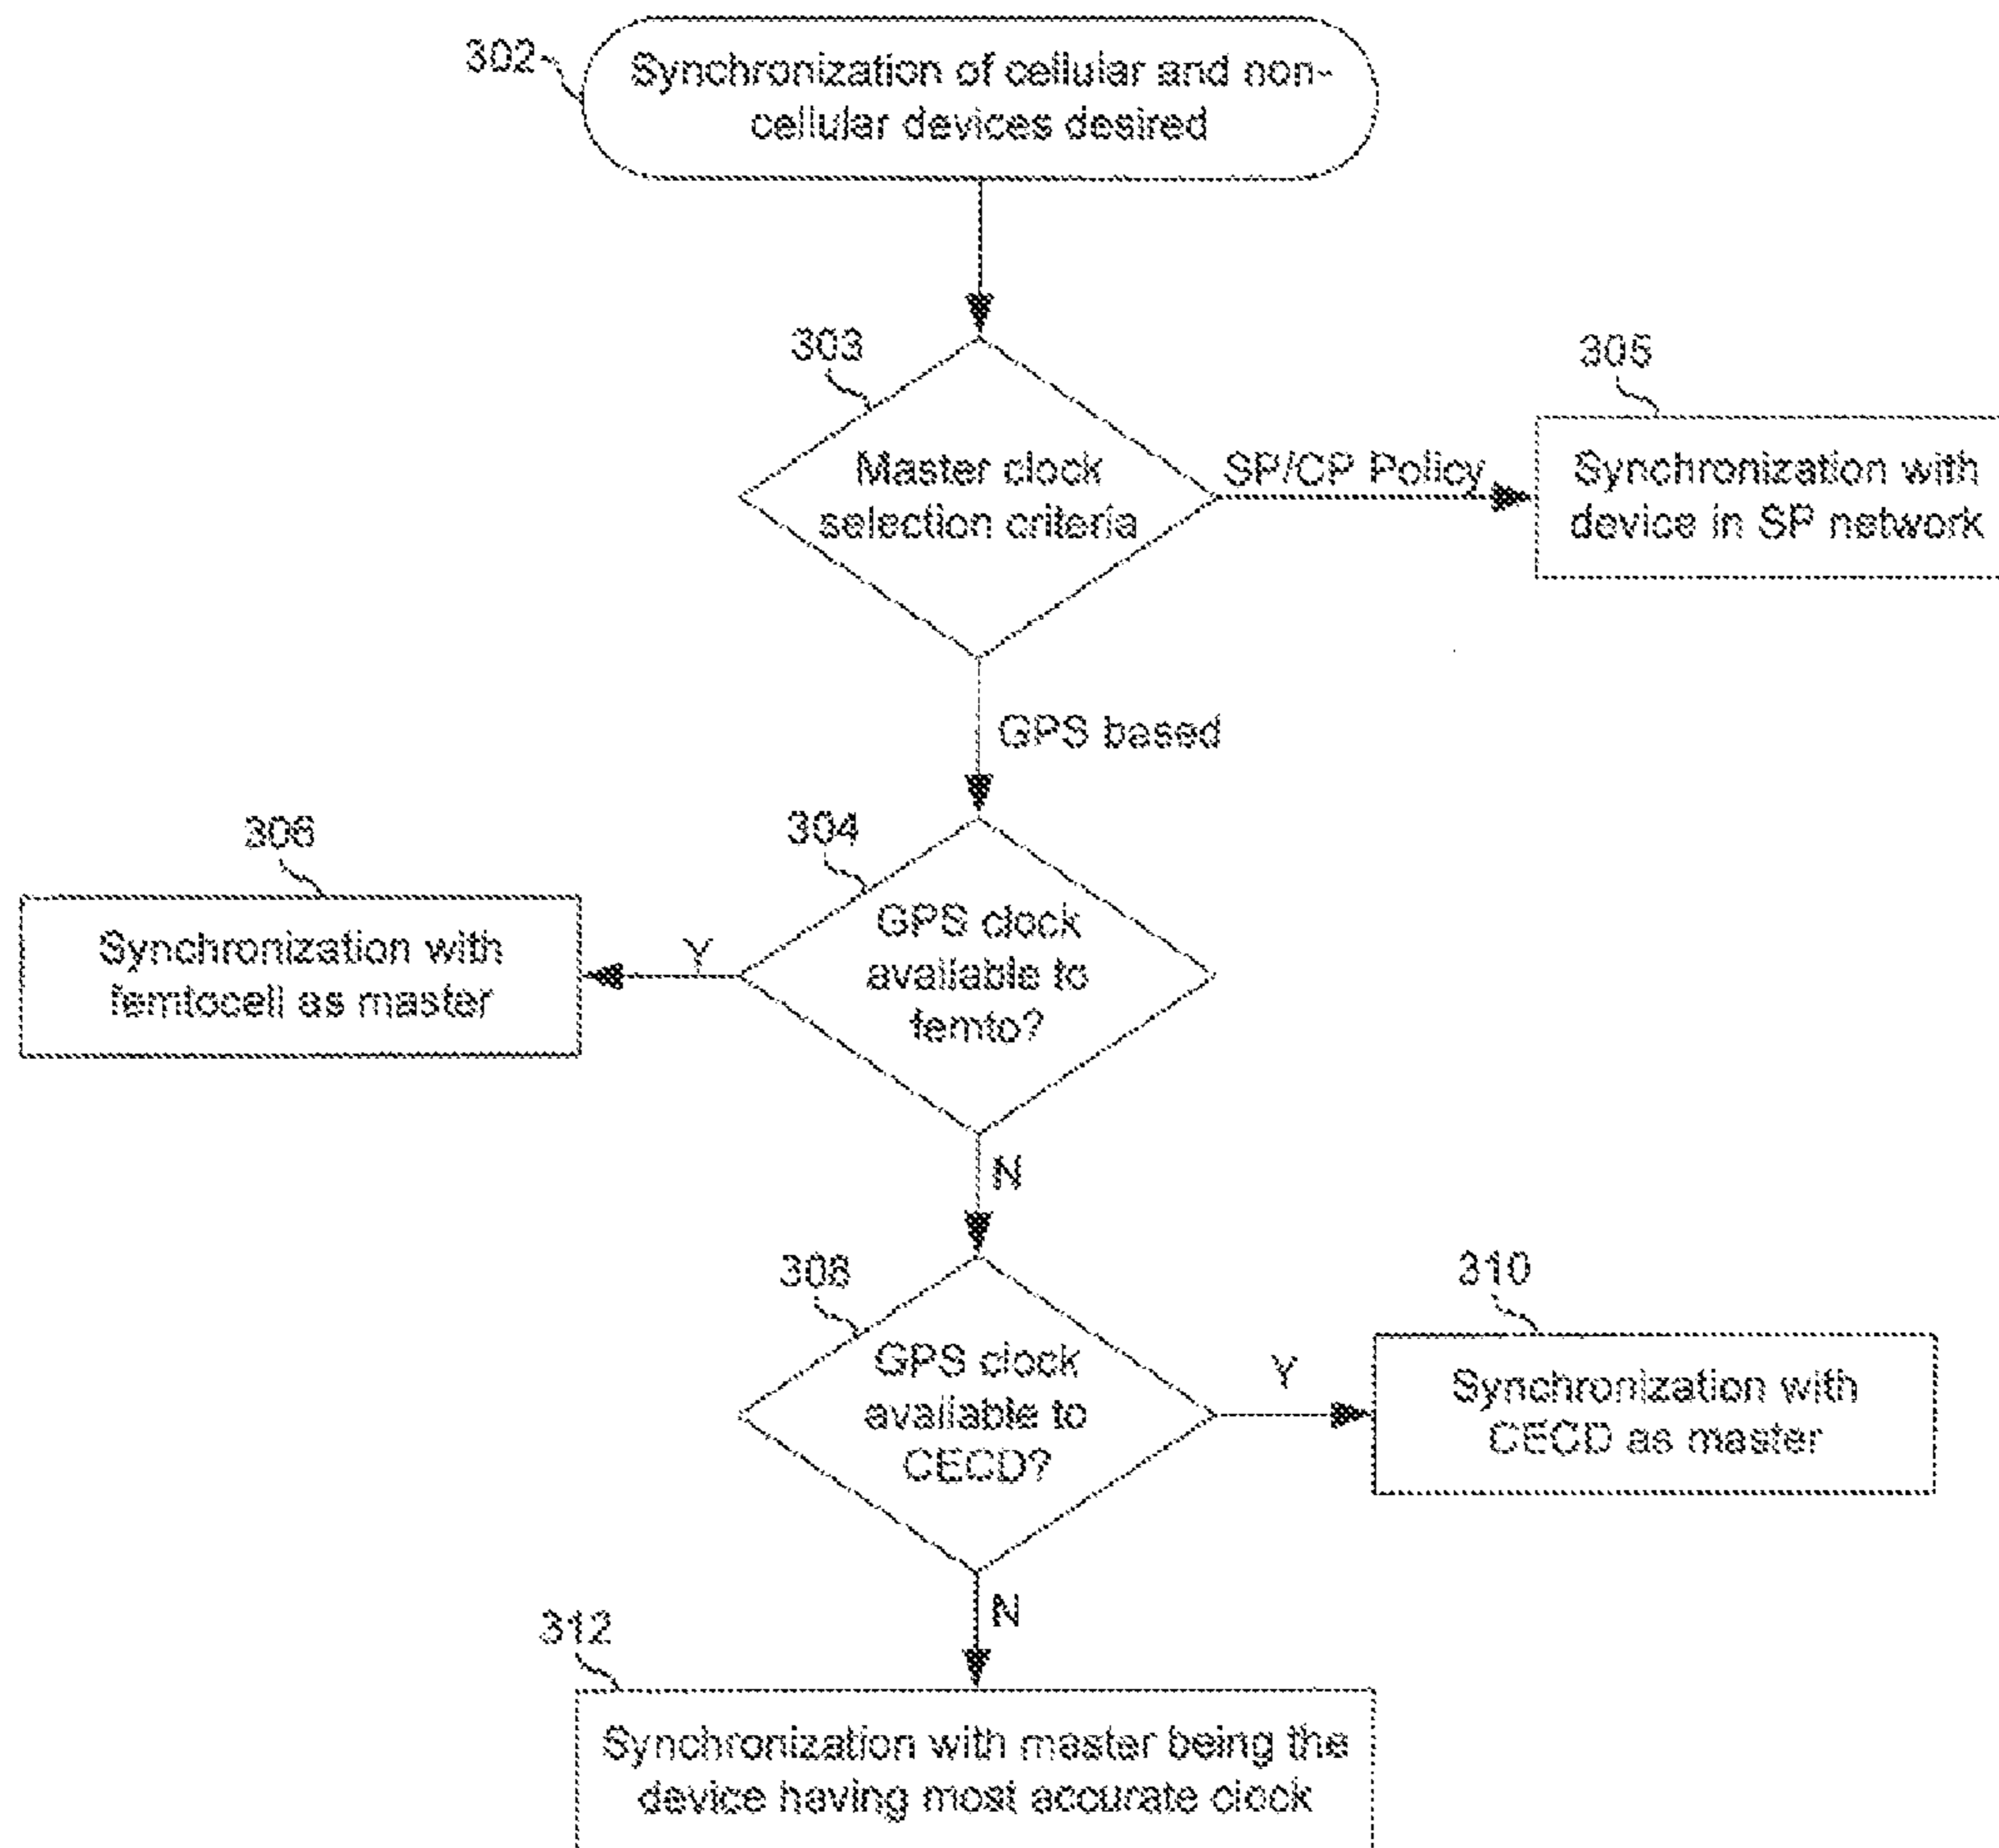 302
Synchronization of cellular and non-
cellular devices desired
303
Master clock
selection criteria
SP/CP Policy
305
Synchronization with
device in SP network
GPS based
304
GPS clock
available to
femto?
Y
306
Synchronization with
femtocell as master
N
308
GPS clock
available to
CECD?
Y
310
Synchronization with
CECD as master
N
312
Synchronization with master being the
device having most accurate clock